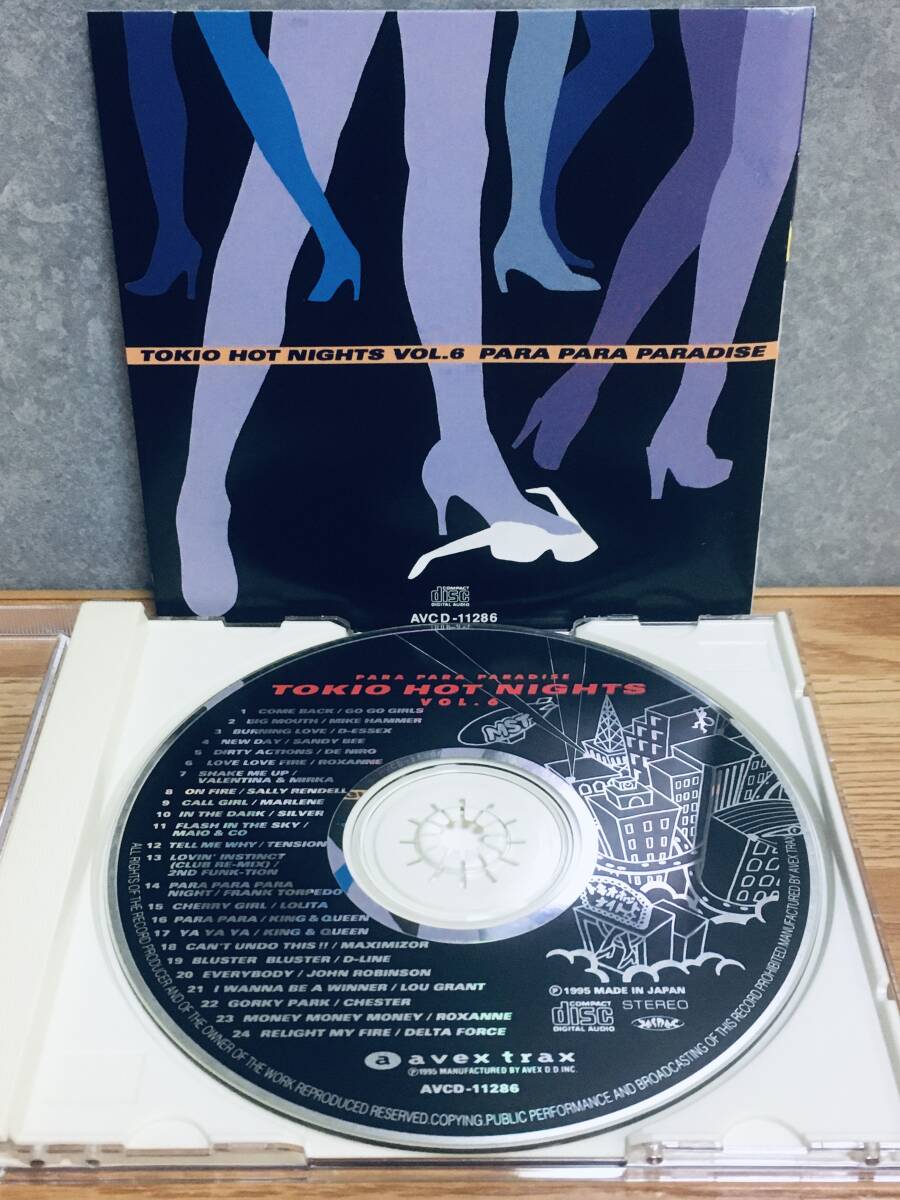 TOKIO HOT NIGHTS VOL.6 PARA PARA PARADISE
COMPACT
disc
DIGITAL AUDIO
AVCD-11286
PARA PARA PARADISE
TOKIO HOT NIGHTS
VOL.6
MST
1 COME BACK / GO GO GIRLS
2 BIG MOUTH / MIKE HAMMER
3 BURNING LOVE / D-ESSEX
4 NEW DAY / SANDY BEE
5 DIRTY ACTIONS / DE NIRO
6 LOVE LOVE FIRE / ROXANNE
7 SHAKE ME UP /
VALENTINA & MIRKA
8 ON FIRE / SALLY RENDELL
9 CALL GIRL / MARLENE
10 IN THE DARK / SILVER
11 FLASH IN THE SKY /
MAIO & CO
12 TELL ME WHY / TENSION
13 LOVIN' INSTINCT
(CLUB RE-MIX) /
2ND FUNK-TION
14 PARA PARA PARA
NIGHT / FRANK TORPEDO
15 CHERRY GIRL / LOLITA
16 PARA PARA / KING & QUEEN
17 YA YA YA / KING & QUEEN
18 CAN'T UNDO THIS!! / MAXIMIZOR
19 BLUSTER BLUSTER / D-LINE
20 EVERYBODY / JOHN ROBINSON
21 I WANNA BE A WINNER / LOU GRANT
22 GORKY PARK / CHESTER
23 MONEY MONEY MONEY / ROXANNE
24 RELIGHT MY FIRE / DELTA FORCE
Ⓟ1995 MADE IN JAPAN
COMPACT
disc
DIGITAL AUDIO
STEREO
a avex trax
Ⓟ1995 MANUFACTURED BY AVEX D.D INC.
AVCD-11286
ALL RIGHTS OF THE RECORD PRODUCER AND OF THE OWNER OF THE WORK REPRODUCED RESERVED.COPYING.PUBLIC PERFORMANCE AND BROADCASTING OF THIS RECORD PROHIBITED.MANUFACTURED BY AVEX TRAX